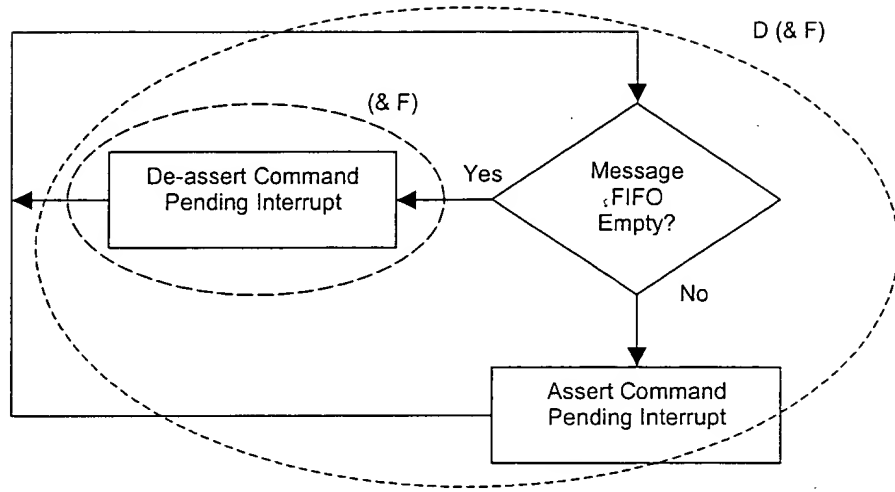 D (& F)
(& F)
De-assert Command
Pending Interrupt
Yes
Message
FIFO
Empty?
No
Assert Command
Pending Interrupt